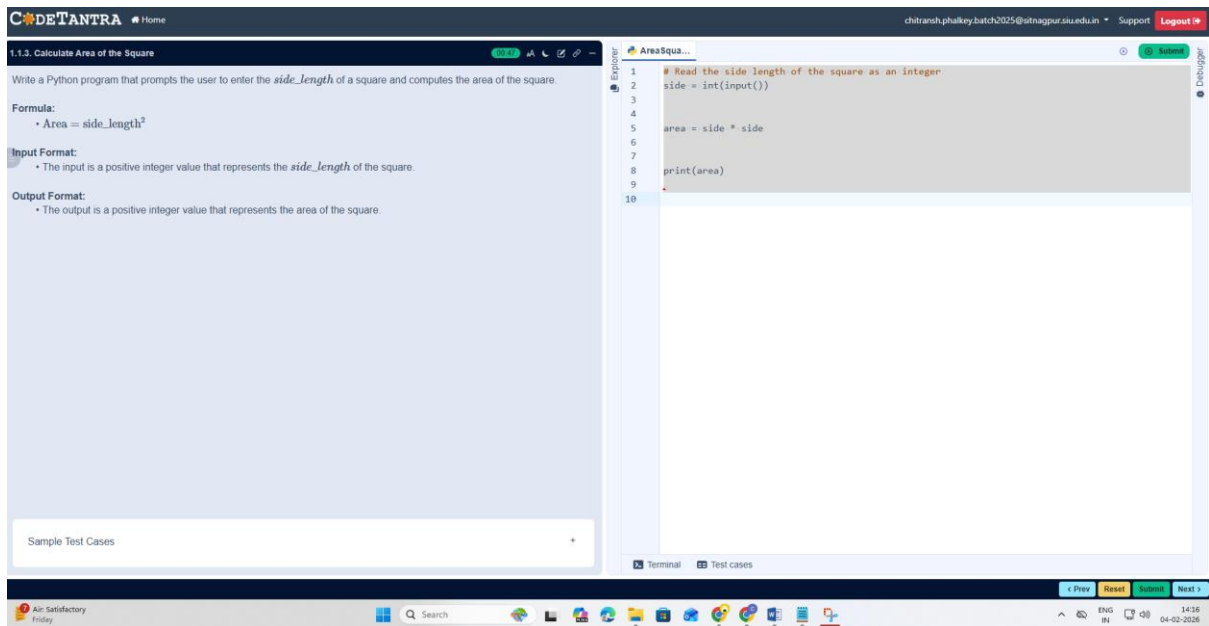 CODETANTRA Home
chitransh.phalkey.batch2025@sitnagpur.siu.edu.in Support Logout
1.1.3. Calculate Area of the Square
00:47
Write a Python program that prompts the user to enter the side_length of a square and computes the area of the square.
Formula:
• Area = side_length²
Input Format:
• The input is a positive integer value that represents the side_length of the square.
Output Format:
• The output is a positive integer value that represents the area of the square.
Sample Test Cases +
Explorer
AreaSqua...
Submit
Debugger
1 # Read the side length of the square as an integer
2 side = int(input())
3
4
5 area = side * side
6
7
8 print(area)
9
10
Terminal Test cases
< Prev Reset Submit Next >
7
Air: Satisfactory
Friday
Search
ENG
IN
14:16
04-02-2026